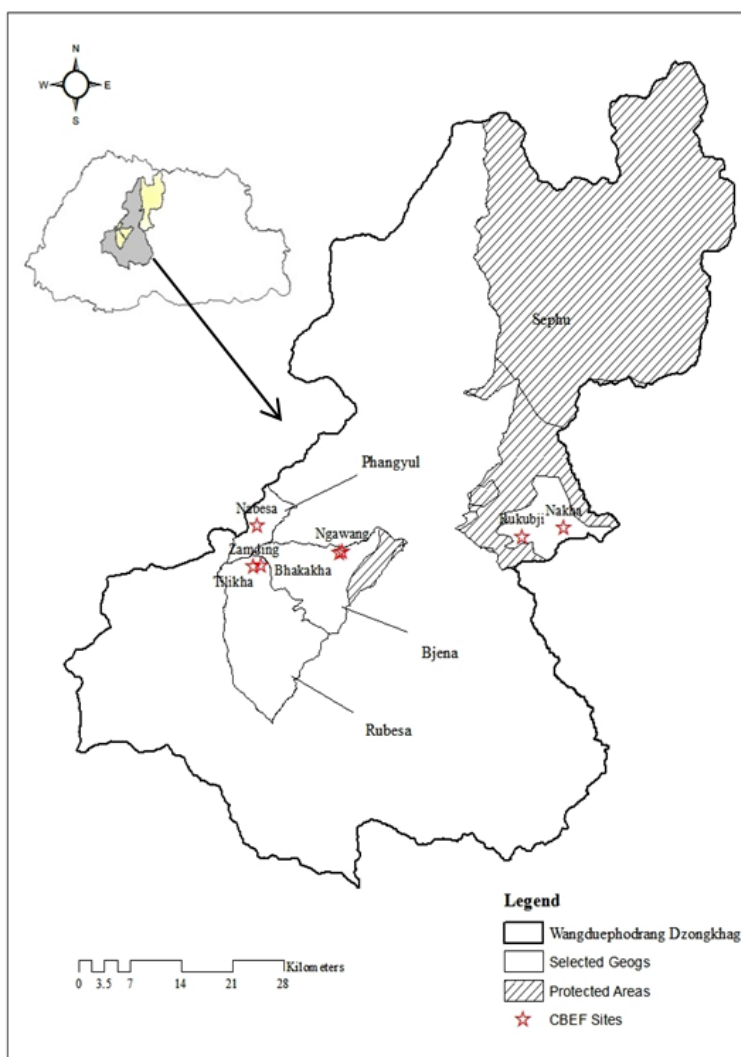 N
W E
S
Sephu
Phangyul
Nabesa
Ngawang
Rukubji
Nakha
Zamding
Tilikha
Bhakakha
Bjena
Rubesa
Legend
Wangduephodrang Dzongkhag
Selected Geogs
Protected Areas
CBEF Sites
Kilometers
0 3.5 7 14 21 28